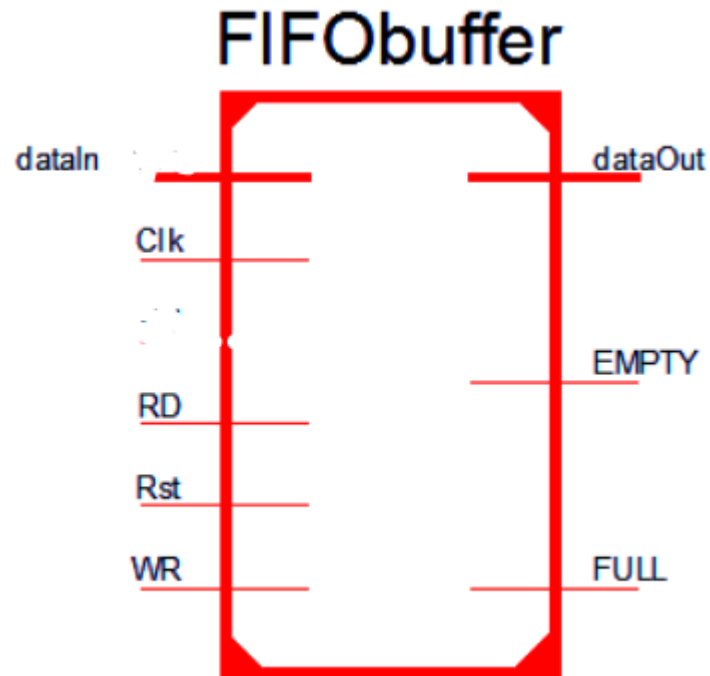 FIFObuffer
dataIn
dataOut
Clk
EMPTY
RD
Rst
WR
FULL